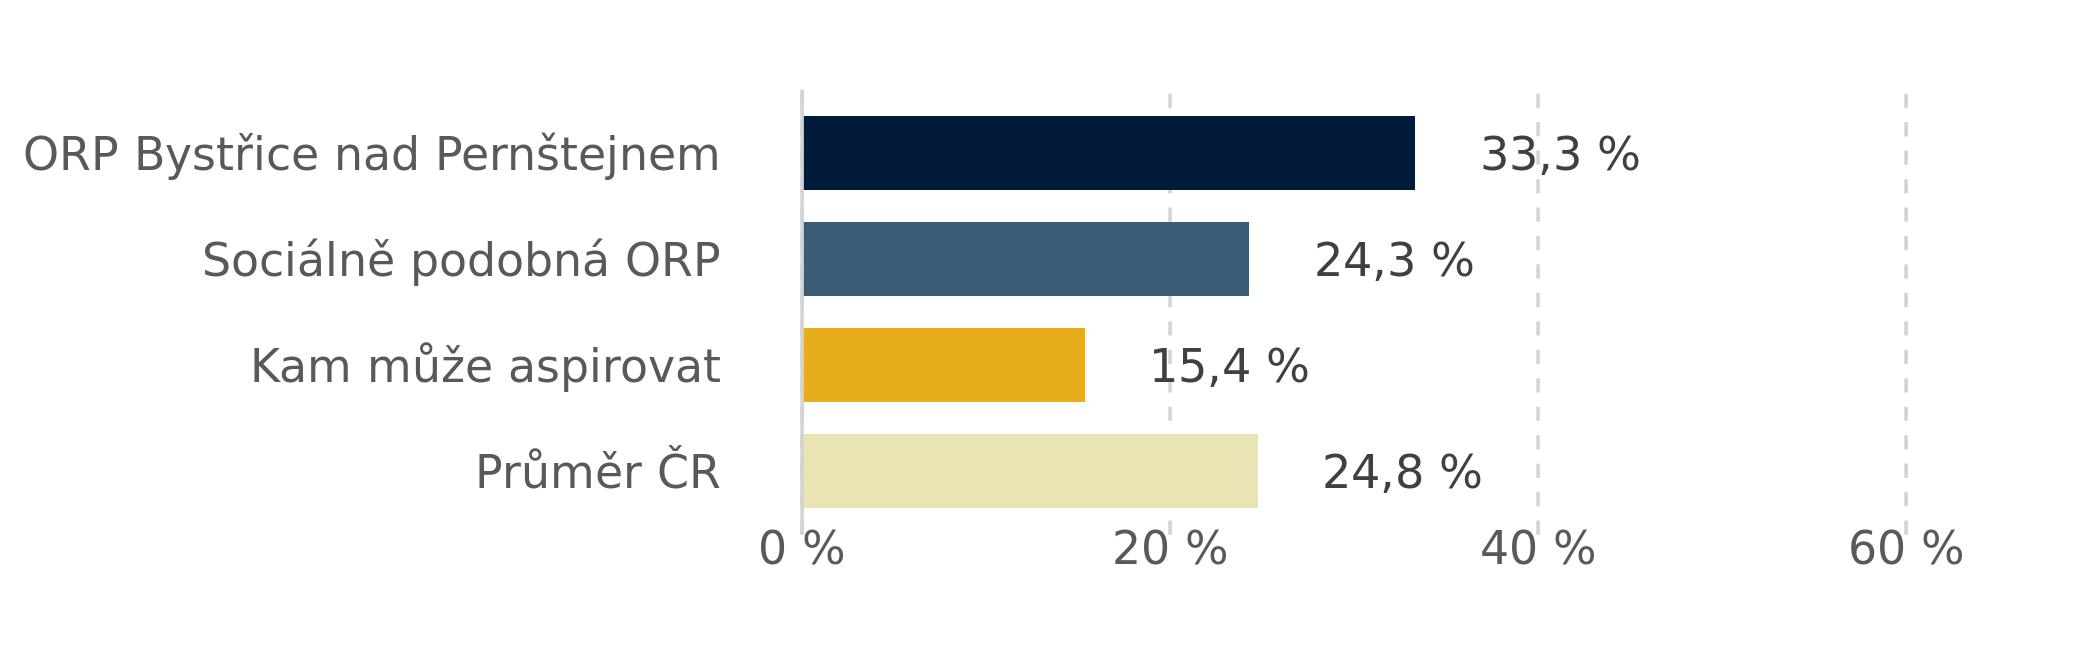 ORP Bystřice nad Pernštejnem 33,3 %
Sociálně podobná ORP 24,3 %
Kam může aspirovat 15,4 %
Průměr ČR 24,8 %
0 % 20 % 40 % 60 %